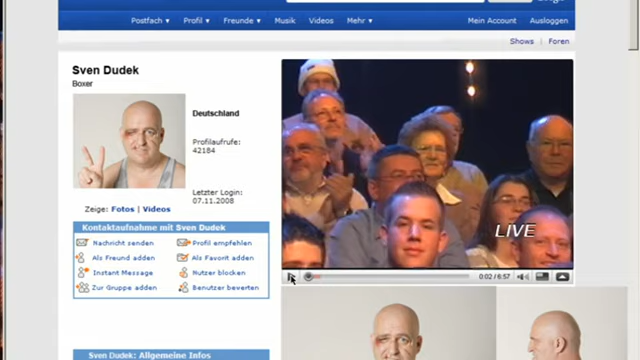 Postfach ▾ Profil ▾ Freunde ▾ Musik Videos Mehr ▾ Mein Account Ausloggen
Shows | Foren
Sven Dudek
Boxer
Deutschland
Profilaufrufe:
42184
Letzter Login:
07.11.2008
Zeige: Fotos | Videos
Kontaktaufnahme mit Sven Dudek
Nachricht senden Profil empfehlen
Als Freund adden Als Favorit adden
Instant Message Nutzer blocken
Zur Gruppe adden Benutzer bewerten
LIVE
0:02 / 6:57
Sven Dudek: Allgemeine Infos